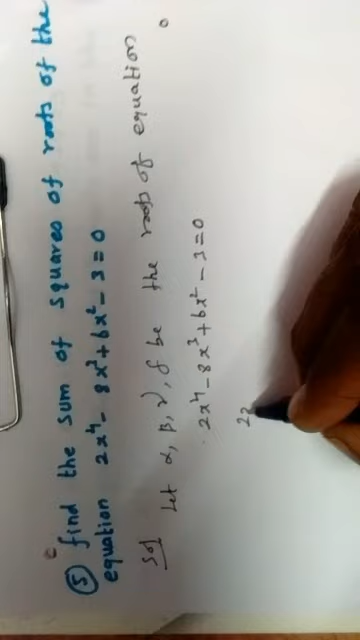 ⑤ find the sum of squares of roots of the
equation 2x⁴ - 8x³ + 6x² - 3 = 0
Sol Let α, β, γ, δ be the roots of equation
2x⁴ - 8x³ + 6x² - 3 = 0